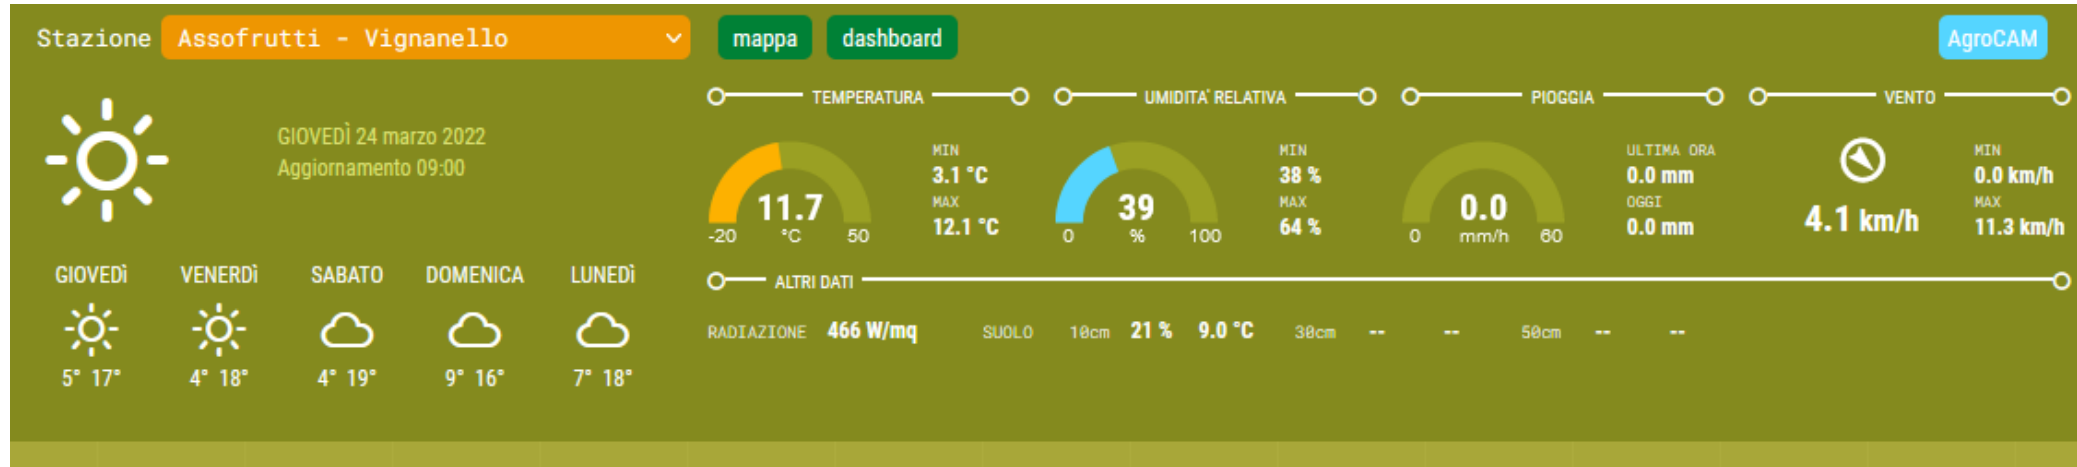 Stazione Assofrutti - Vignanello mappa dashboard AgroCAM
GIOVEDÌ 24 marzo 2022
Aggiornamento 09:00
GIOVEDÌ VENERDÌ SABATO DOMENICA LUNEDÌ
5° 17° 4° 18° 4° 19° 9° 16° 7° 18°
TEMPERATURA
11.7
°C
-20 50
MIN
3.1 °C
MAX
12.1 °C
UMIDITA' RELATIVA
39
%
0 100
MIN
38 %
MAX
64 %
PIOGGIA
0.0
mm/h
0 60
ULTIMA ORA
0.0 mm
OGGI
0.0 mm
VENTO
4.1 km/h
MIN
0.0 km/h
MAX
11.3 km/h
ALTRI DATI
RADIAZIONE 466 W/mq SUOLO 10cm 21 % 9.0 °C 30cm -- -- 50cm -- --